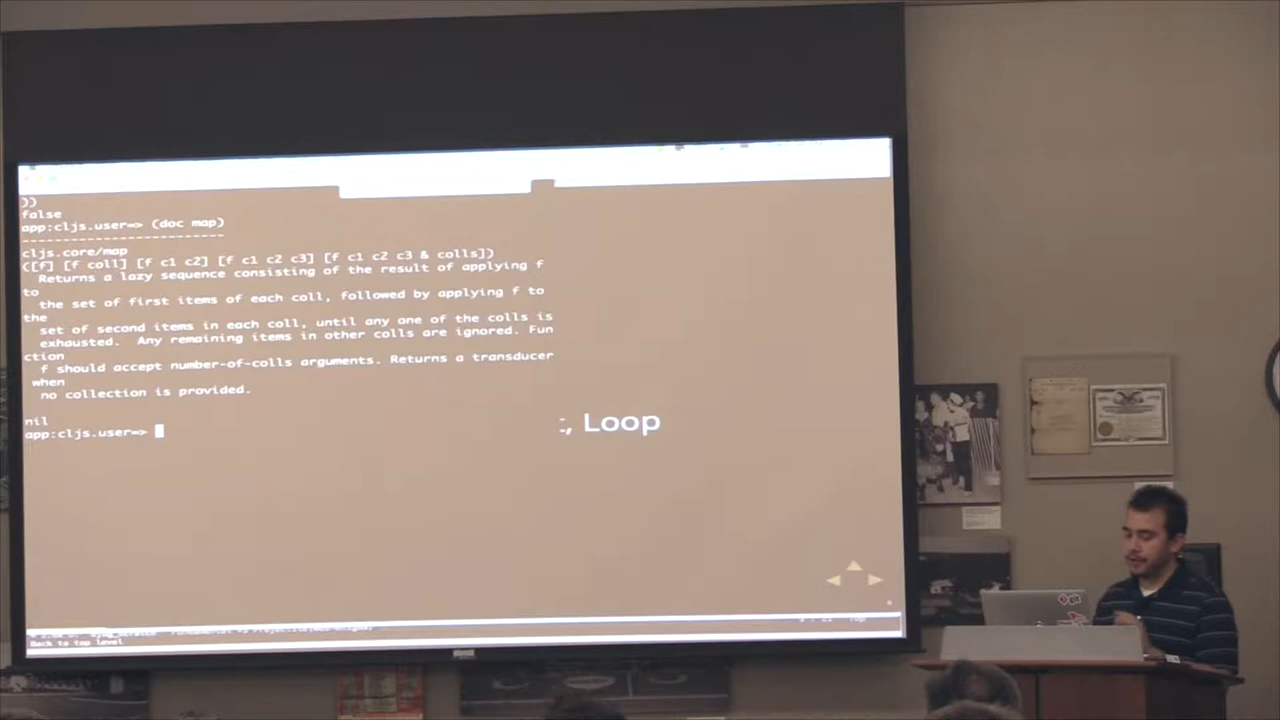 ))
false
app:cljs.user=> (doc map)
-------------------------
cljs.core/map
([f] [f coll] [f c1 c2] [f c1 c2 c3] [f c1 c2 c3 & colls])
Returns a lazy sequence consisting of the result of applying f
to
the set of first items of each coll, followed by applying f to
the
set of second items in each coll, until any one of the colls is
exhausted.  Any remaining items in other colls are ignored. Fun
ction
f should accept number-of-colls arguments. Returns a transducer
when
no collection is provided.
nil
app:cljs.user=>
, Loop
Back to top level